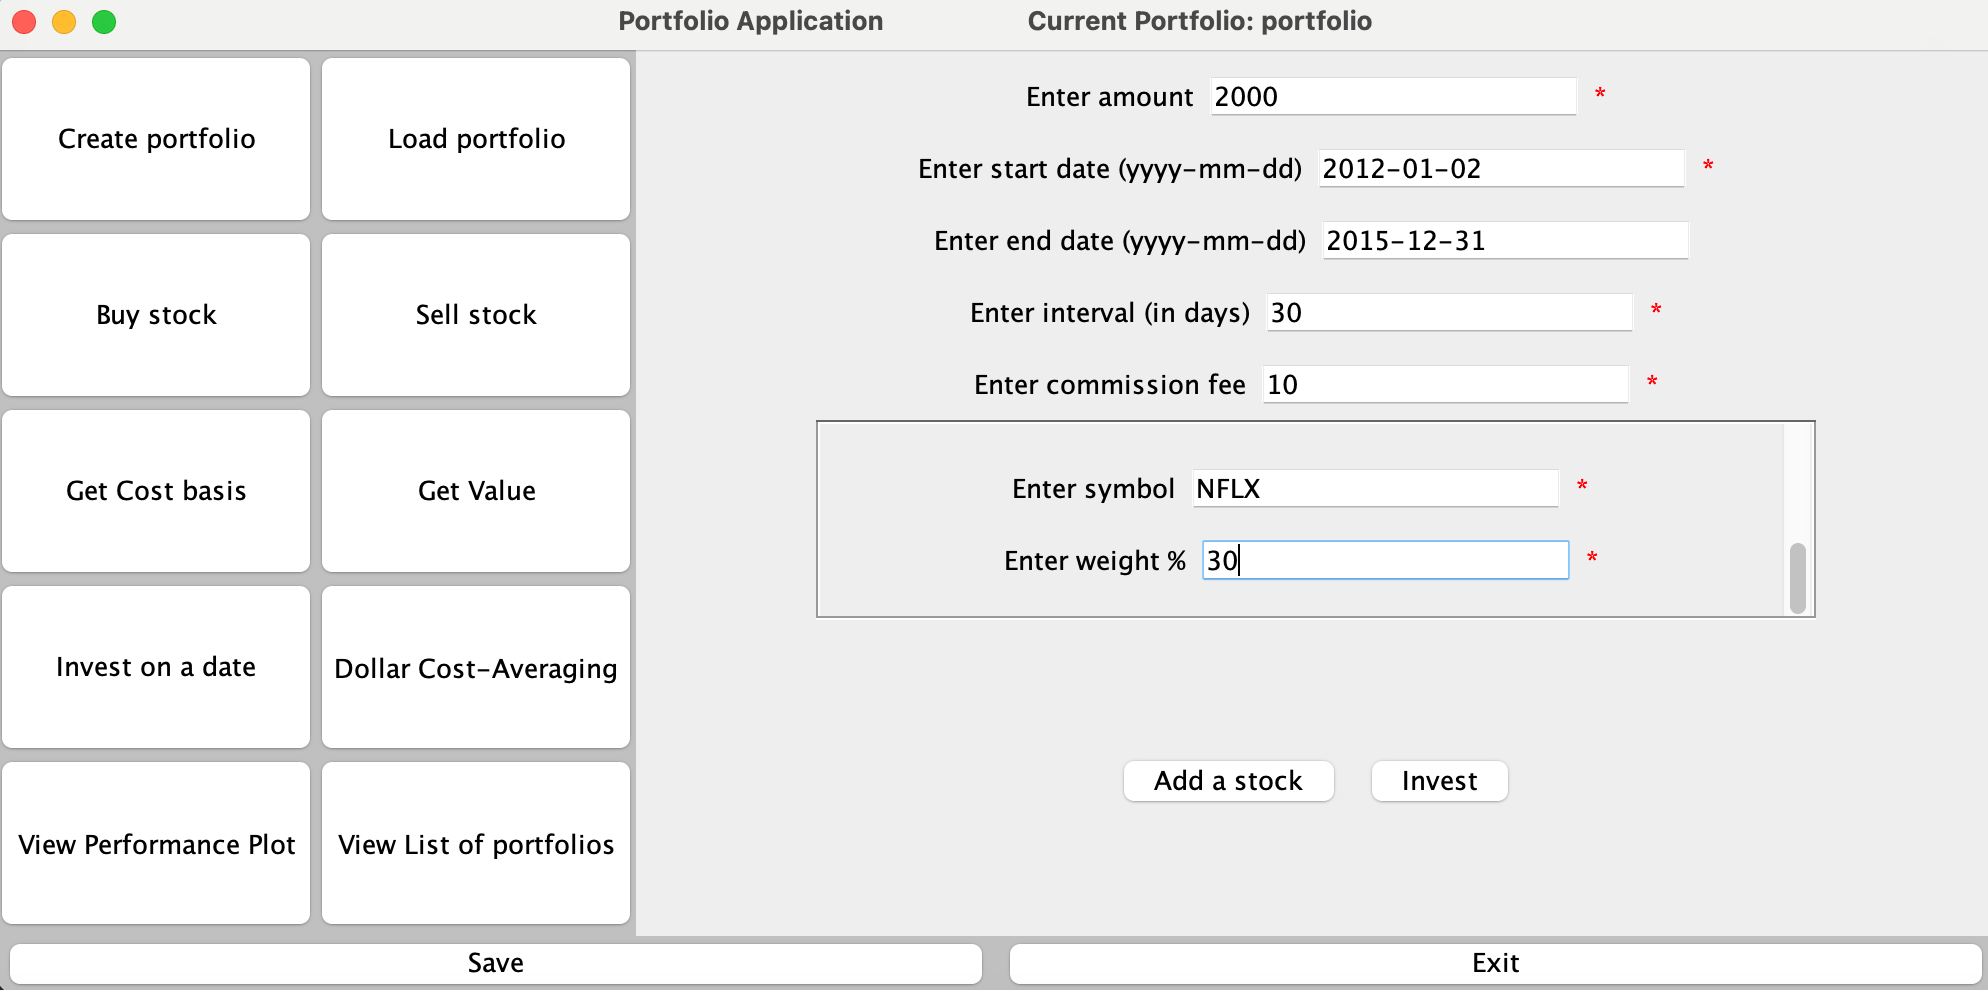 Portfolio Application Current Portfolio: portfolio
Create portfolio
Load portfolio
Buy stock
Sell stock
Get Cost basis
Get Value
Invest on a date
Dollar Cost-Averaging
View Performance Plot
View List of portfolios
Enter amount 2000 *
Enter start date (yyyy-mm-dd) 2012-01-02 *
Enter end date (yyyy-mm-dd) 2015-12-31
Enter interval (in days) 30 *
Enter commission fee 10 *
Enter symbol NFLX *
Enter weight % 30 *
Add a stock
Invest
Save
Exit